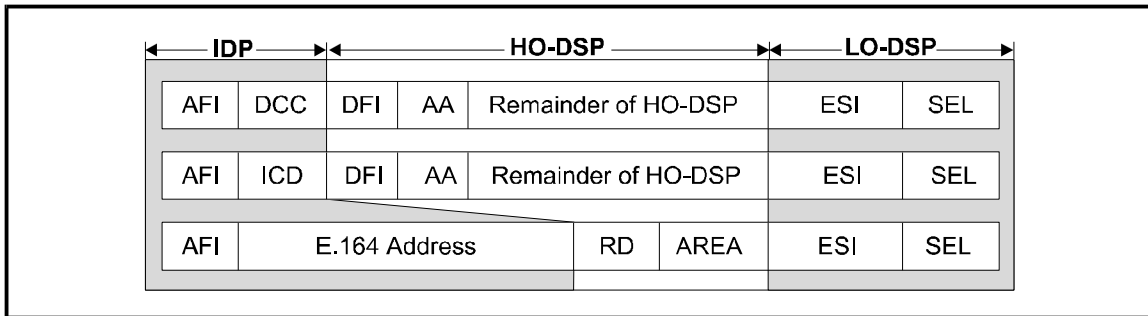 IDP HO-DSP LO-DSP
AFI DCC DFI AA Remainder of HO-DSP ESI SEL
AFI ICD DFI AA Remainder of HO-DSP ESI SEL
AFI E.164 Address RD AREA ESI SEL